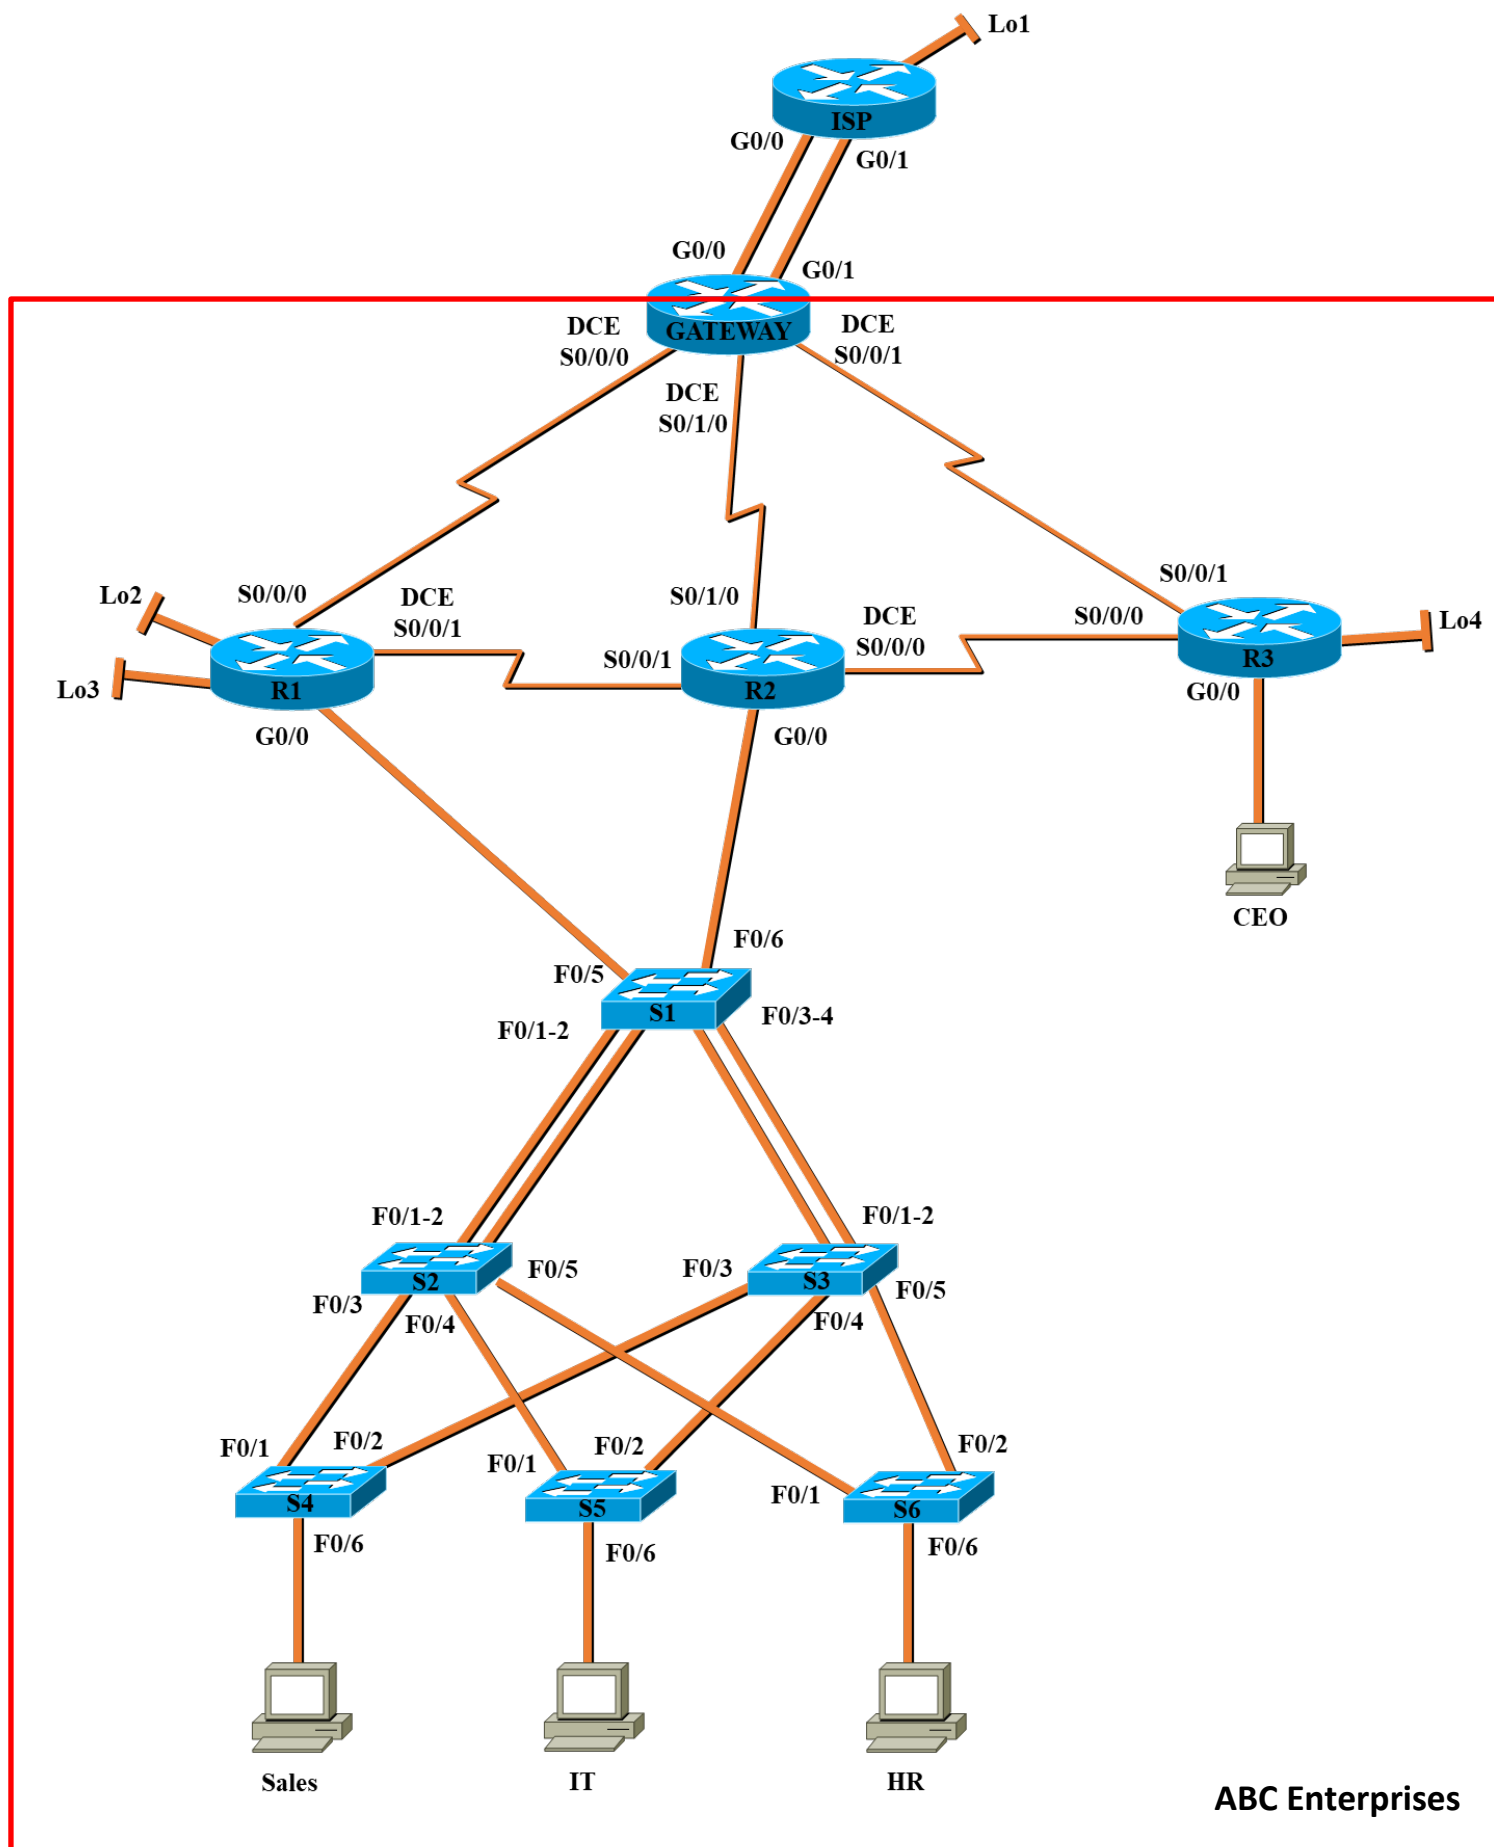 Lo1
ISP
G0/0
G0/1
G0/0
G0/1
GATEWAY
DCE
S0/0/0
DCE
S0/0/1
DCE
S0/1/0
Lo2
S0/0/0
DCE
S0/0/1
S0/1/0
DCE
S0/0/0
S0/0/1
S0/0/0
Lo4
Lo3
R1
S0/0/1
R2
R3
G0/0
G0/0
G0/0
CEO
F0/6
F0/5
S1
F0/3-4
F0/1-2
F0/1-2
F0/1-2
F0/5
F0/3
S2
S3
F0/5
F0/3
F0/4
F0/4
F0/1
F0/2
F0/1
F0/2
F0/2
F0/1
S4
S5
S6
F0/6
F0/6
F0/6
Sales
IT
HR
ABC Enterprises